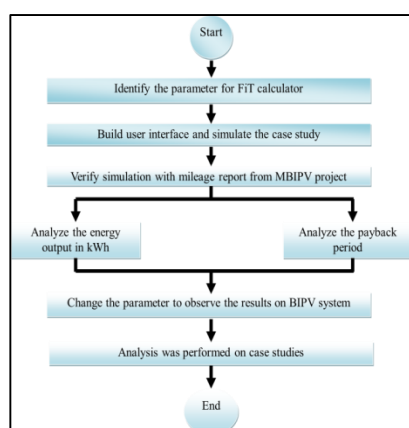 Start
Identify the parameter for FiT calculator
Build user interface and simulate the case study
Verify simulation with mileage report from MBIPV project
Analyze the energy
output in kWh
Analyze the payback
period
Change the parameter to observe the results on BIPV system
Analysis was performed on case studies
End